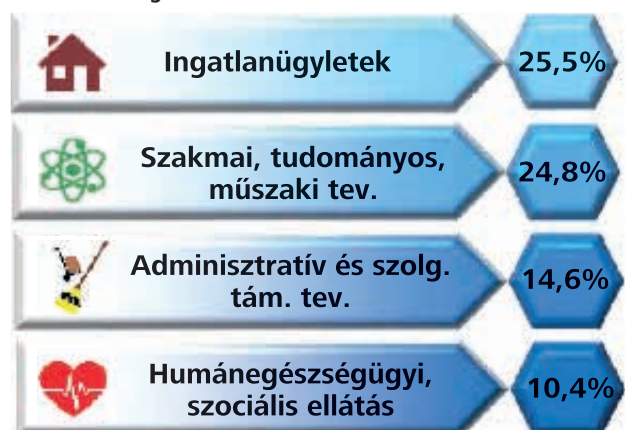 Ingatlanügyletek
25,5%
Szakmai, tudományos,
műszaki tev.
24,8%
Adminisztratív és szolg.
tám. tev.
14,6%
Humánegészségügyi,
szociális ellátás
10,4%